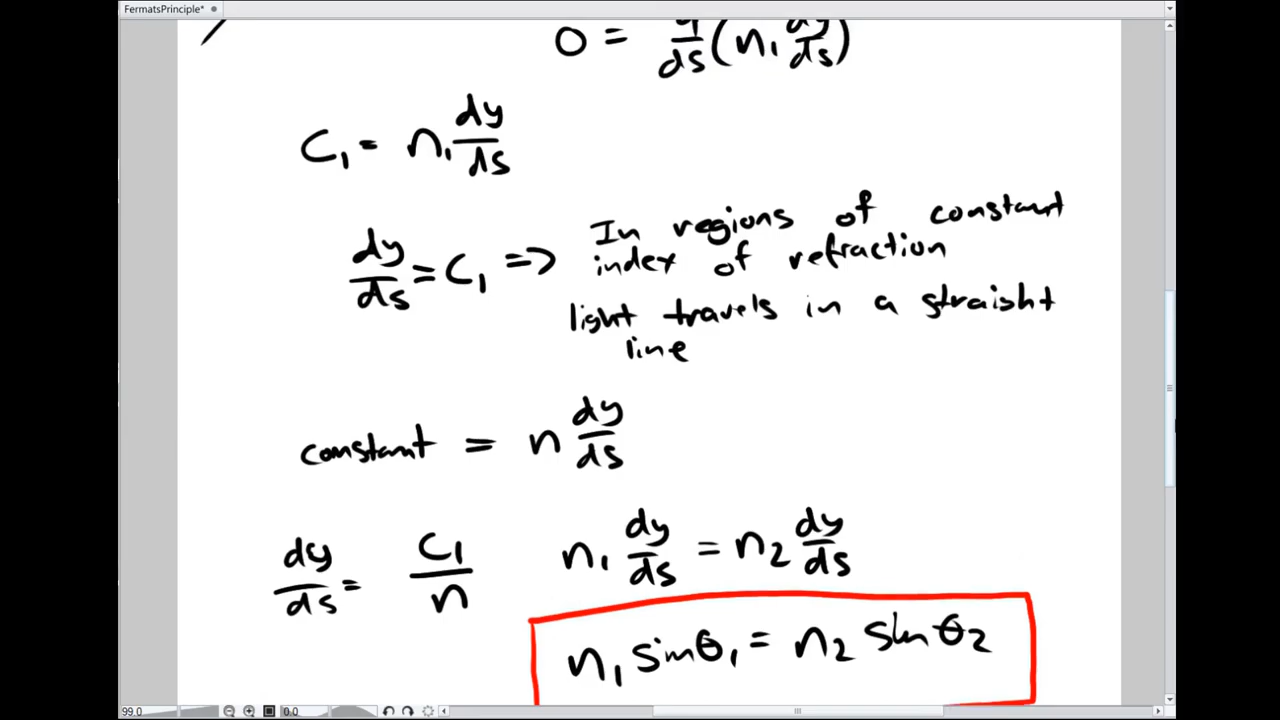 FermatsPrinciple*
0 = d/ds (n₁ dy/ds)
C₁ = n₁ dy/ds
dy/ds = C₁ => In regions of constant
index of refraction
light travels in a straisht
line
constant = n dy/ds
dy/ds = C₁/n n₁ dy/ds = n₂ dy/ds
n₁ sinθ₁ = n₂ sinθ₂
99.0 0.0